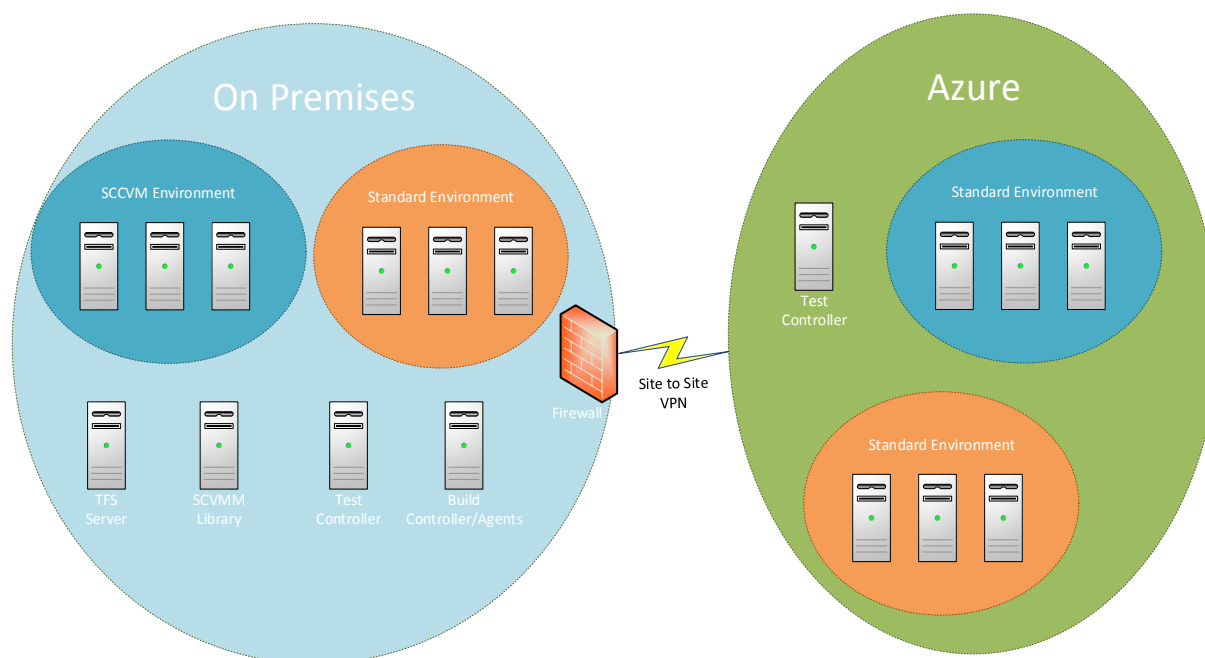 On Premises
SCCVM Environment
Standard Environment
TFS
Server
SCVMM
Library
Test
Controller
Build
Controller/Agents
Firewall
Site to Site
VPN
Azure
Test
Controller
Standard Environment
Standard Environment